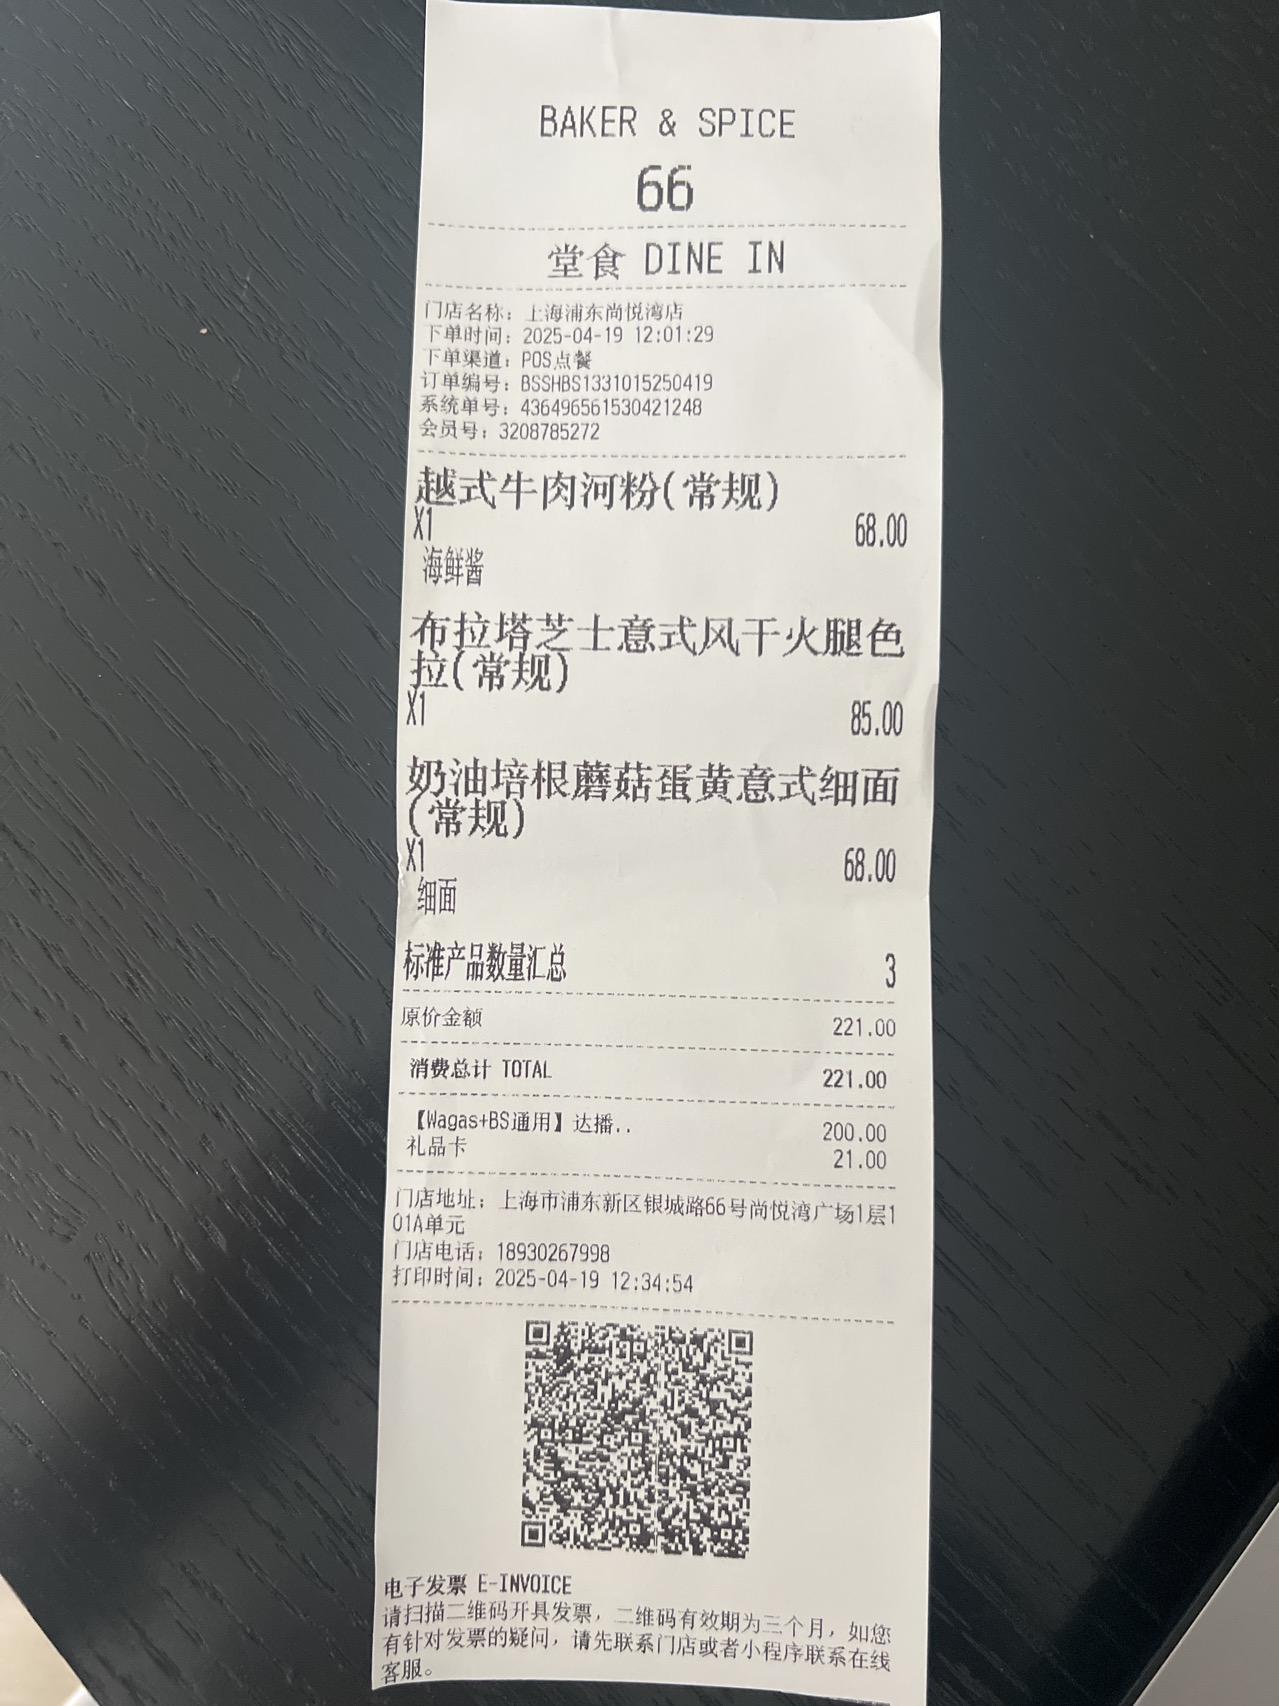 BAKER & SPICE
66
堂食 DINE IN
门店名称：上海浦东尚悦湾店
下单时间：2025-04-19 12:01:29
下单渠道：POS点餐
订单编号：BSSHBS1331015250419
系统单号：436496561530421248
会员号：3208785272
越式牛肉河粉(常规)
X1 68.00
海鲜酱
布拉塔芝士意式风干火腿色
拉(常规)
X1 85.00
奶油培根蘑菇蛋黄意式细面
(常规)
X1 68.00
细面
标准产品数量汇总 3
原价金额 221.00
消费总计 TOTAL 221.00
【Wagas+BS通用】达播.. 200.00
礼品卡 21.00
门店地址：上海市浦东新区银城路66号尚悦湾广场1层1
01A单元
门店电话：18930267998
打印时间：2025-04-19 12:34:54
电子发票 E-INVOICE
请扫描二维码开具发票，二维码有效期为三个月，如您
有针对发票的疑问，请先联系门店或者小程序联系在线
客服。